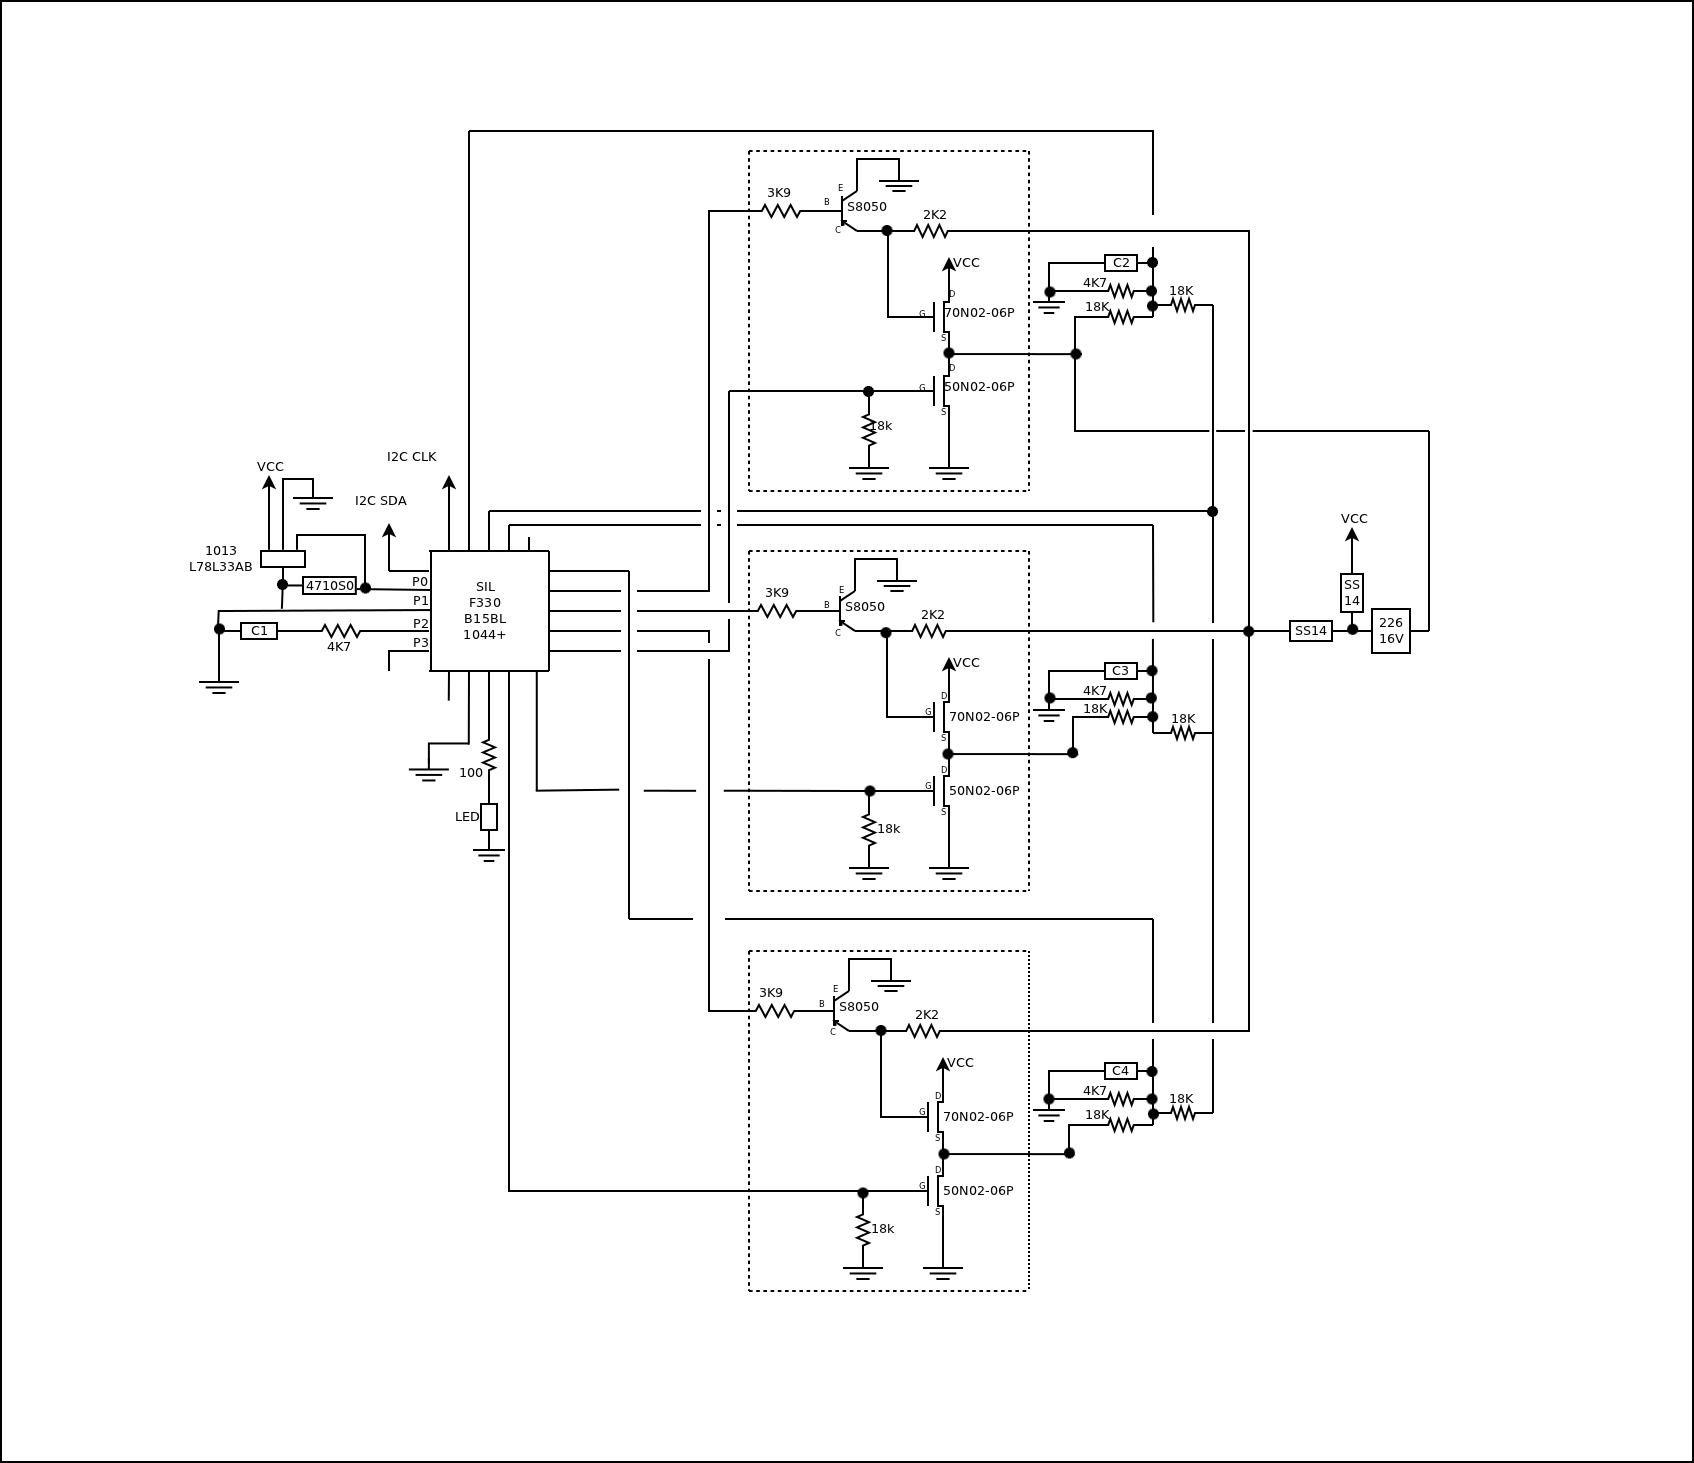 3K9
E
B
S8050
C
2K2
VCC
D
G
70N02-06P
S
D
G
50N02-06P
S
18k
C2
4K7
18K
18K
VCC
I2C CLK
I2C SDA
1013
L78L33AB
4710S0
C1
4K7
P0
P1
P2
P3
SIL
F330
B15BL
1044+
100
LED
3K9
E
B
S8050
C
2K2
VCC
D
G
70N02-06P
S
D
G
50N02-06P
S
18k
C3
4K7
18K
18K
VCC
SS
14
SS14
226
16V
3K9
E
B
S8050
C
2K2
VCC
D
G
70N02-06P
S
D
G
50N02-06P
S
18k
C4
4K7
18K
18K